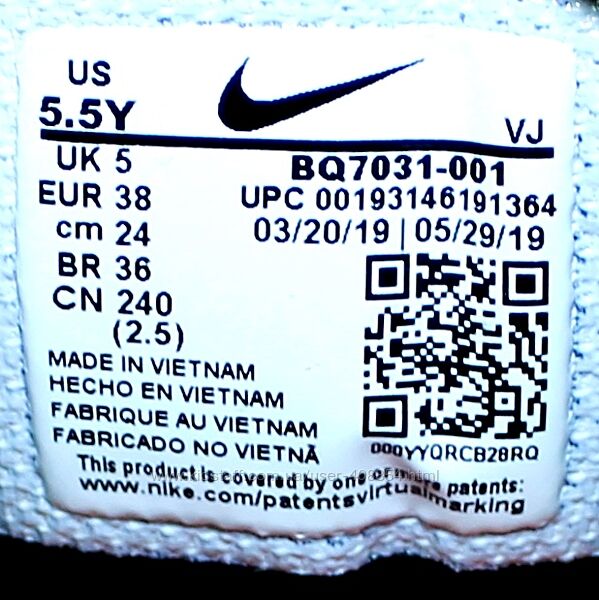 US
5.5Y
VJ
UK 5
EUR 38
cm 24
BR 36
CN 240
(2.5)
BQ7031-001
UPC 00193146191364
03/20/19 | 05/29/19
000YYQRCB28RQ
MADE IN VIETNAM
HECHO EN VIETNAM
FABRIQUE AU VIETNAM
FABRICADO NO VIETNÃ
This product is covered by one of patents:
www.nike.com/patentsvirtualmarking